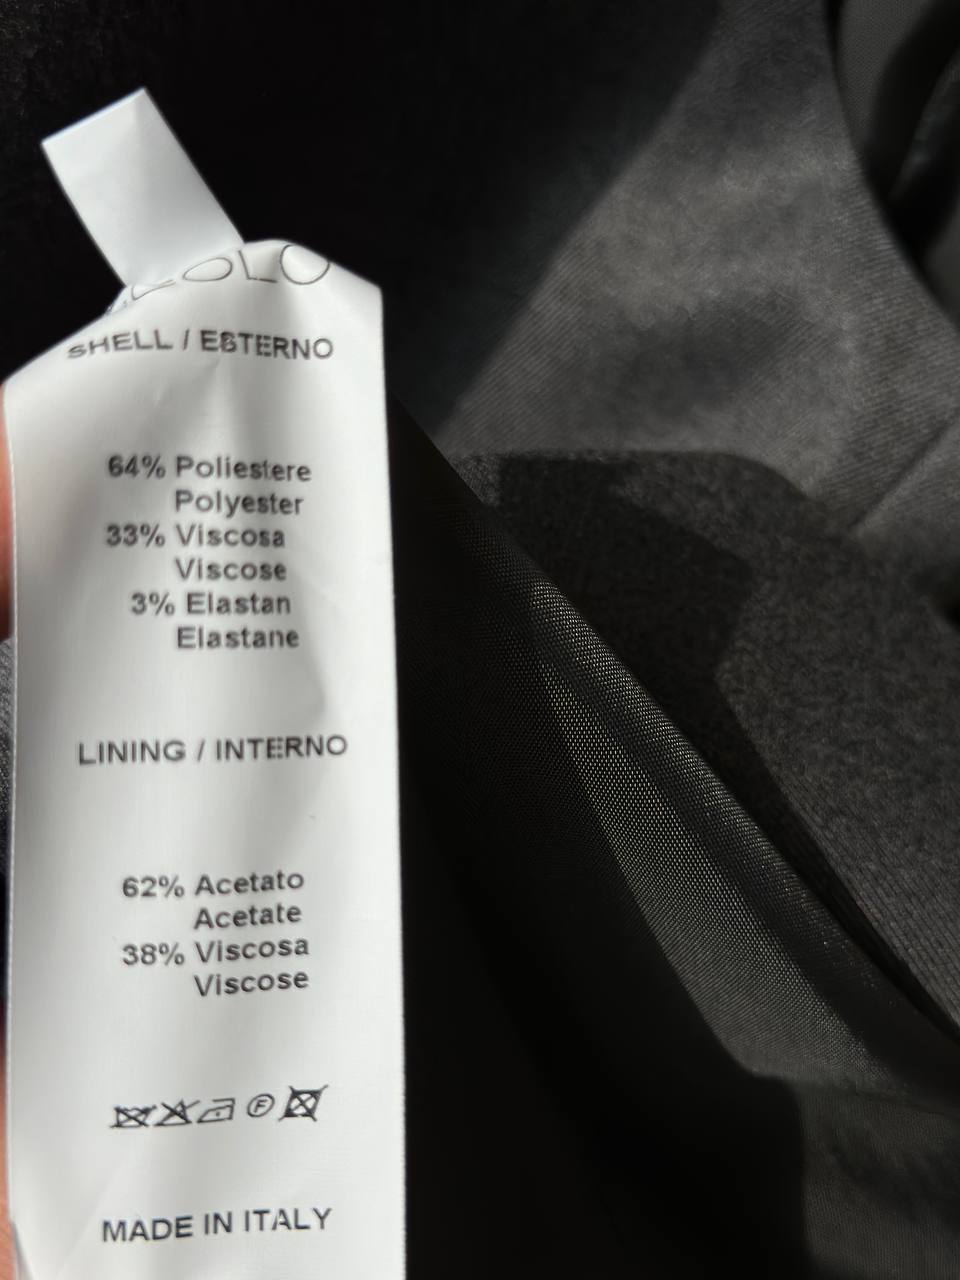 SHELL / ESTERNO
64% Poliestere
Polyester
33% Viscosa
Viscose
3% Elastan
Elastane
LINING / INTERNO
62% Acetato
Acetate
38% Viscosa
Viscose
MADE IN ITALY